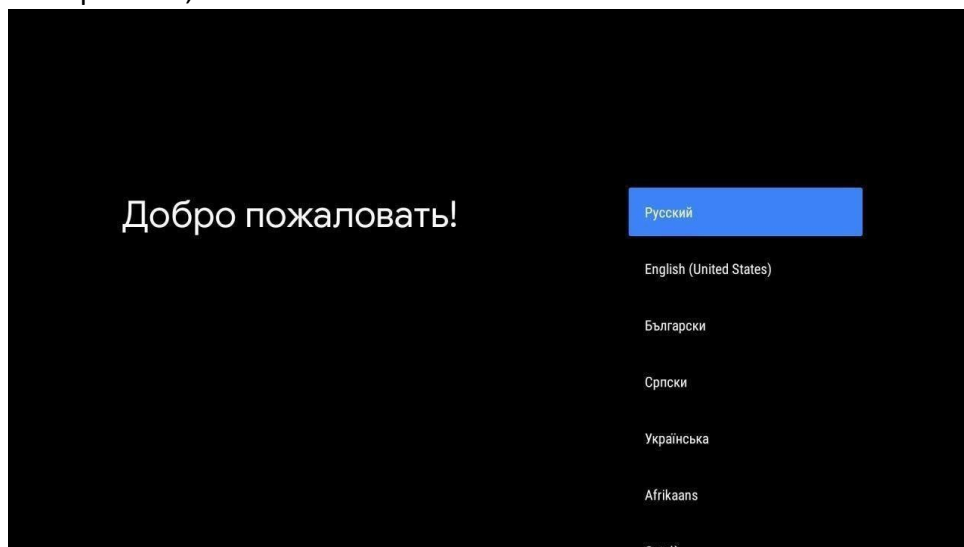 Добро пожаловать!
Русский
English (United States)
Български
Српски
Українська
Afrikaans